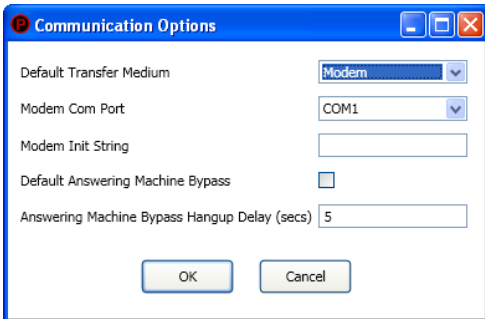 P Communication Options
Default Transfer Medium Modem
Modem Com Port COM1
Modem Init String
Default Answering Machine Bypass
Answering Machine Bypass Hangup Delay (secs) 5
OK Cancel